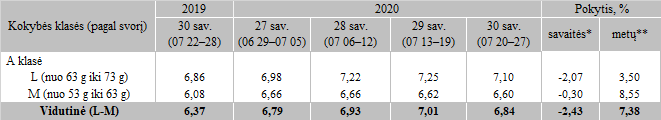 Kokybės klasės (pagal svorį) 2019 2020 Pokytis, %
30 sav. (07 22–28) 27 sav. (06 29–07 05) 28 sav. (07 06–12) 29 sav. (07 13–19) 30 sav. (07 20–27) savaitės* metų**
A klasė
L (nuo 63 g iki 73 g) 6,86 6,98 7,22 7,25 7,10 -2,07 3,50
M (nuo 53 g iki 63 g) 6,08 6,66 6,66 6,62 6,60 -0,30 8,55
Vidutinė (L-M) 6,37 6,79 6,93 7,01 6,84 -2,43 7,38